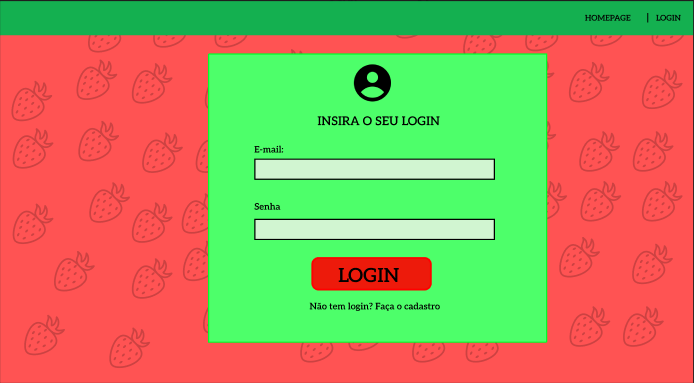 HOMEPAGE | LOGIN
INSIRA O SEU LOGIN
E-mail:
Senha
LOGIN
Não tem login? Faça o cadastro